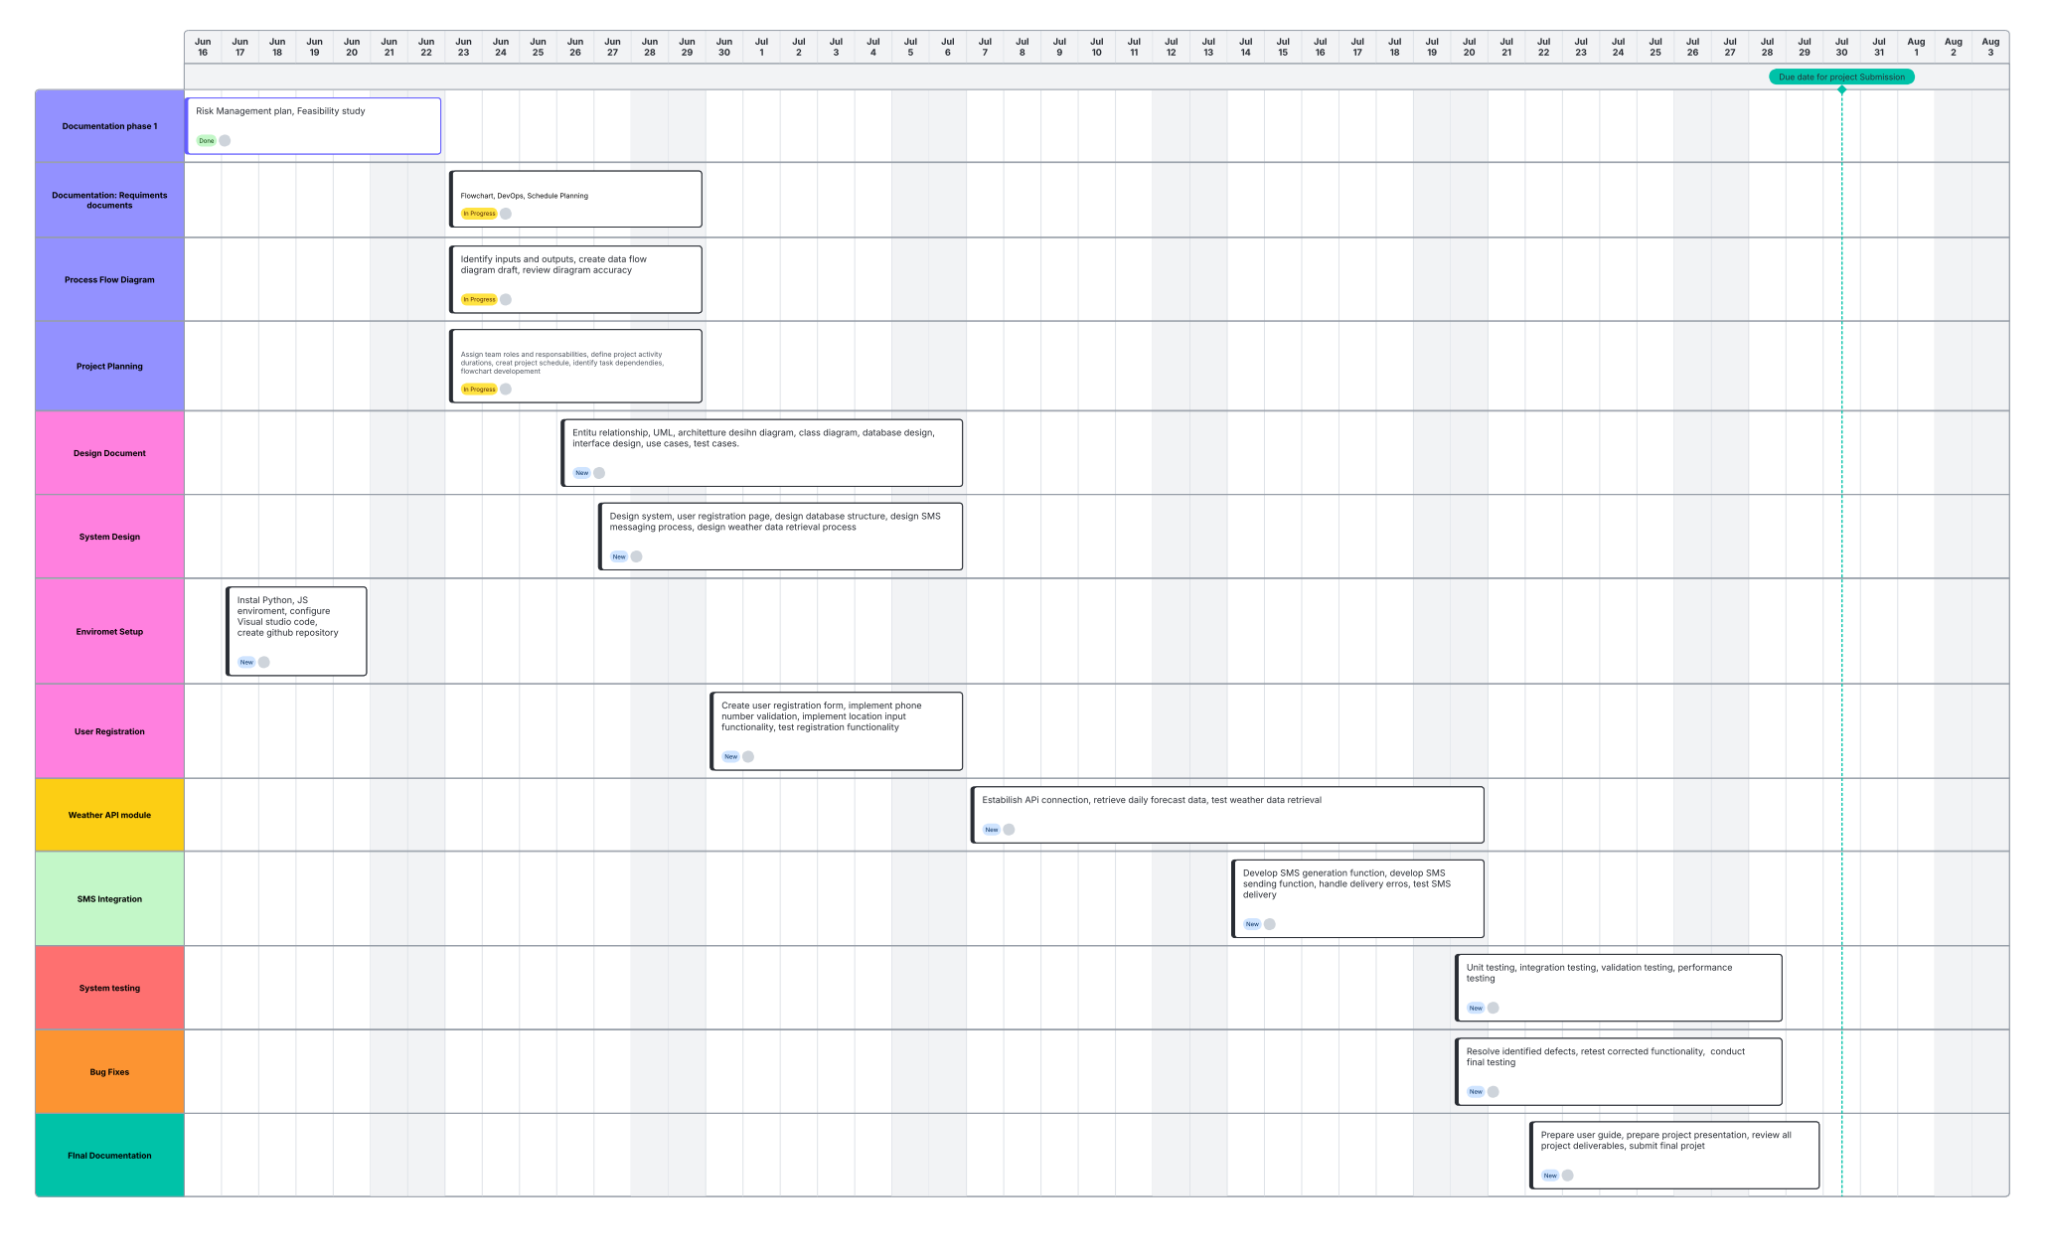 Jun Jun Jun Jun Jun Jun Jun Jun Jun Jun Jun Jun Jun Jun Jun Jul Jul Jul Jul Jul Jul Jul Jul Jul Jul Jul Jul Jul Jul Jul Jul Jul Jul Jul Jul Jul Jul Jul Jul Jul Jul Jul Jul Jul Jul Jul Aug Aug Aug
16 17 18 19 20 21 22 23 24 25 26 27 28 29 30 1 2 3 4 5 6 7 8 9 10 11 12 13 14 15 16 17 18 19 20 21 22 23 24 25 26 27 28 29 30 31 1 2 3
Due date for project Submission
Documentation phase 1
Risk Management plan, Feasibility study
Done
Documentation: Requiments
documents
Flowchart, DevOps, Schedule Planning
In Progress
Process Flow Diagram
Identify inputs and outputs, create data flow
diagram draft, review diragram accuracy
In Progress
Project Planning
Assign team roles and responsabilities, define project activity
durations, creat project schedule, identify task dependendies,
flowchart developement
In Progress
Design Document
Entitu relationship, UML, architetture desihn diagram, class diagram, database design,
interface design, use cases, test cases.
New
System Design
Design system, user registration page, design database structure, design SMS
messaging process, design weather data retrieval process
New
Enviromet Setup
Instal Python, JS
enviroment, configure
Visual studio code,
create github repository
New
User Registration
Create user registration form, implement phone
number validation, implement location input
functionality, test registration functionality
New
Weather API module
Estabilish APi connection, retrieve daily forecast data, test weather data retrieval
New
SMS Integration
Develop SMS generation function, develop SMS
sending function, handle delivery erros, test SMS
delivery
New
System testing
Unit testing, integration testing, validation testing, performance
testing
New
Bug Fixes
Resolve identified defects, retest corrected functionality, conduct
final testing
New
FInal Documentation
Prepare user guide, prepare project presentation, review all
project deliverables, submit final projet
New